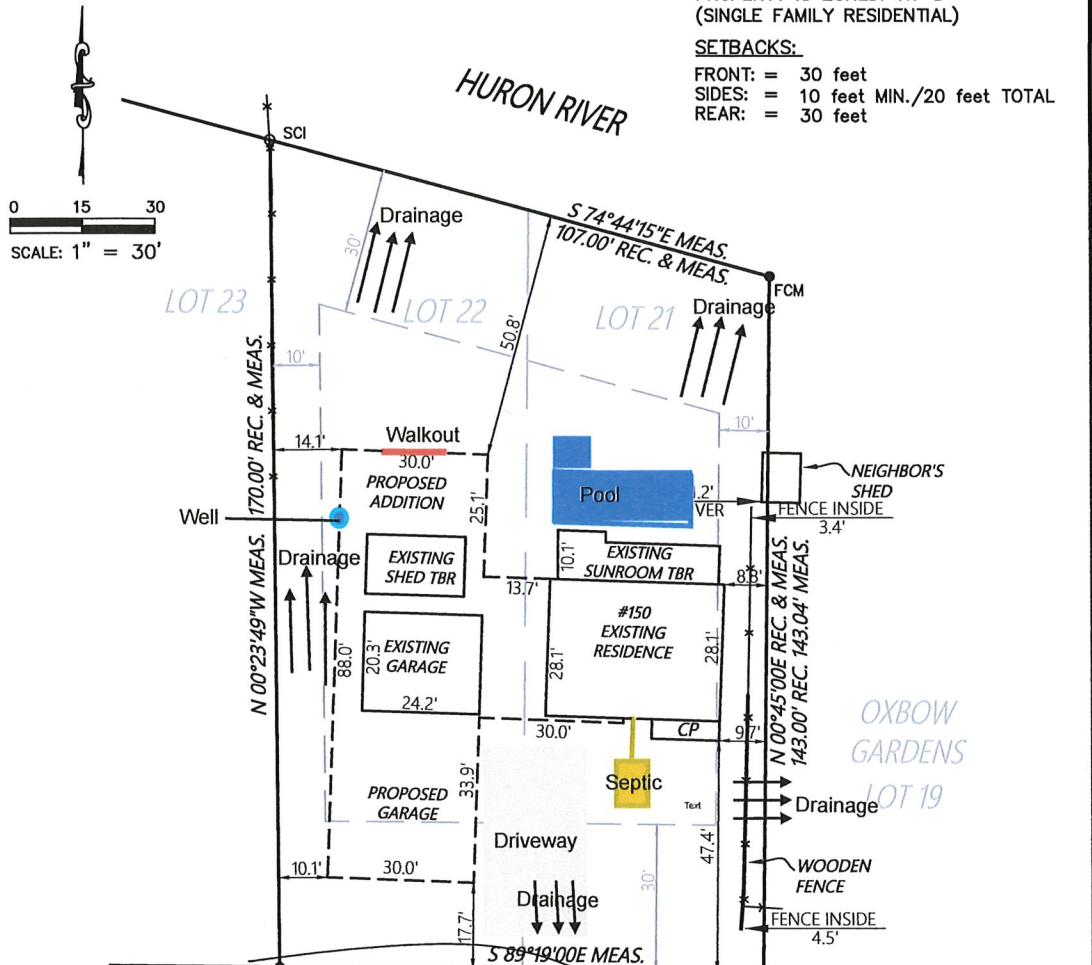 (SINGLE FAMILY RESIDENTIAL)
SETBACKS:
FRONT: = 30 feet
SIDES: = 10 feet MIN./20 feet TOTAL
REAR: = 30 feet
HURON RIVER
SCI
0 15 30
SCALE: 1" = 30'
Drainage
S 74°44'15"E MEAS.
107.00' REC. & MEAS.
30'
FCM
LOT 23
LOT 22
LOT 21
Drainage
50.8'
10'
10'
N 00°23'49"W MEAS. 170.00' REC. & MEAS.
14.1'
Walkout
30.0'
PROPOSED
ADDITION
25.1'
Pool
.2'
VER
NEIGHBOR'S
SHED
FENCE INSIDE
3.4'
Well
Drainage
EXISTING
SHED TBR
10.1'
EXISTING
SUNROOM TBR
13.7'
8.8'
#150
EXISTING
RESIDENCE
28.1'
28.1'
EXISTING
GARAGE
20.3'
24.2'
88.0'
N 00°45'00E REC. & MEAS.
143.00' REC. 143.04' MEAS.
30.0'
CP
9.7'
OXBOW
GARDENS
LOT 19
Septic
Text
33.9'
PROPOSED
GARAGE
Drainage
Driveway
47.4'
30'
WOODEN
FENCE
10.1'
30.0'
Drainage
17.7'
FENCE INSIDE
4.5'
S 89°19'00E MEAS.